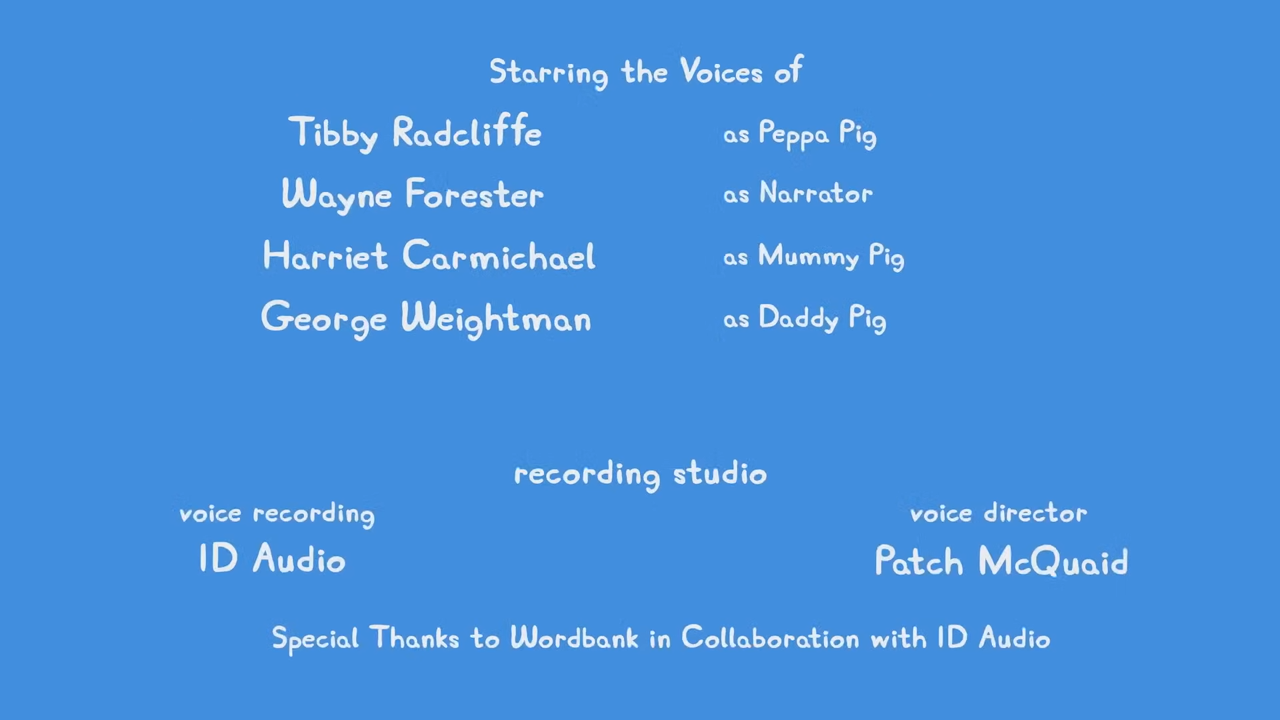 Starring the Voices of
Tibby Radcliffe as Peppa Pig
Wayne Forester as Narrator
Harriet Carmichael as Mummy Pig
George Weightman as Daddy Pig
recording studio
voice recording voice director
ID Audio Patch McQuaid
Special Thanks to Wordbank in Collaboration with ID Audio